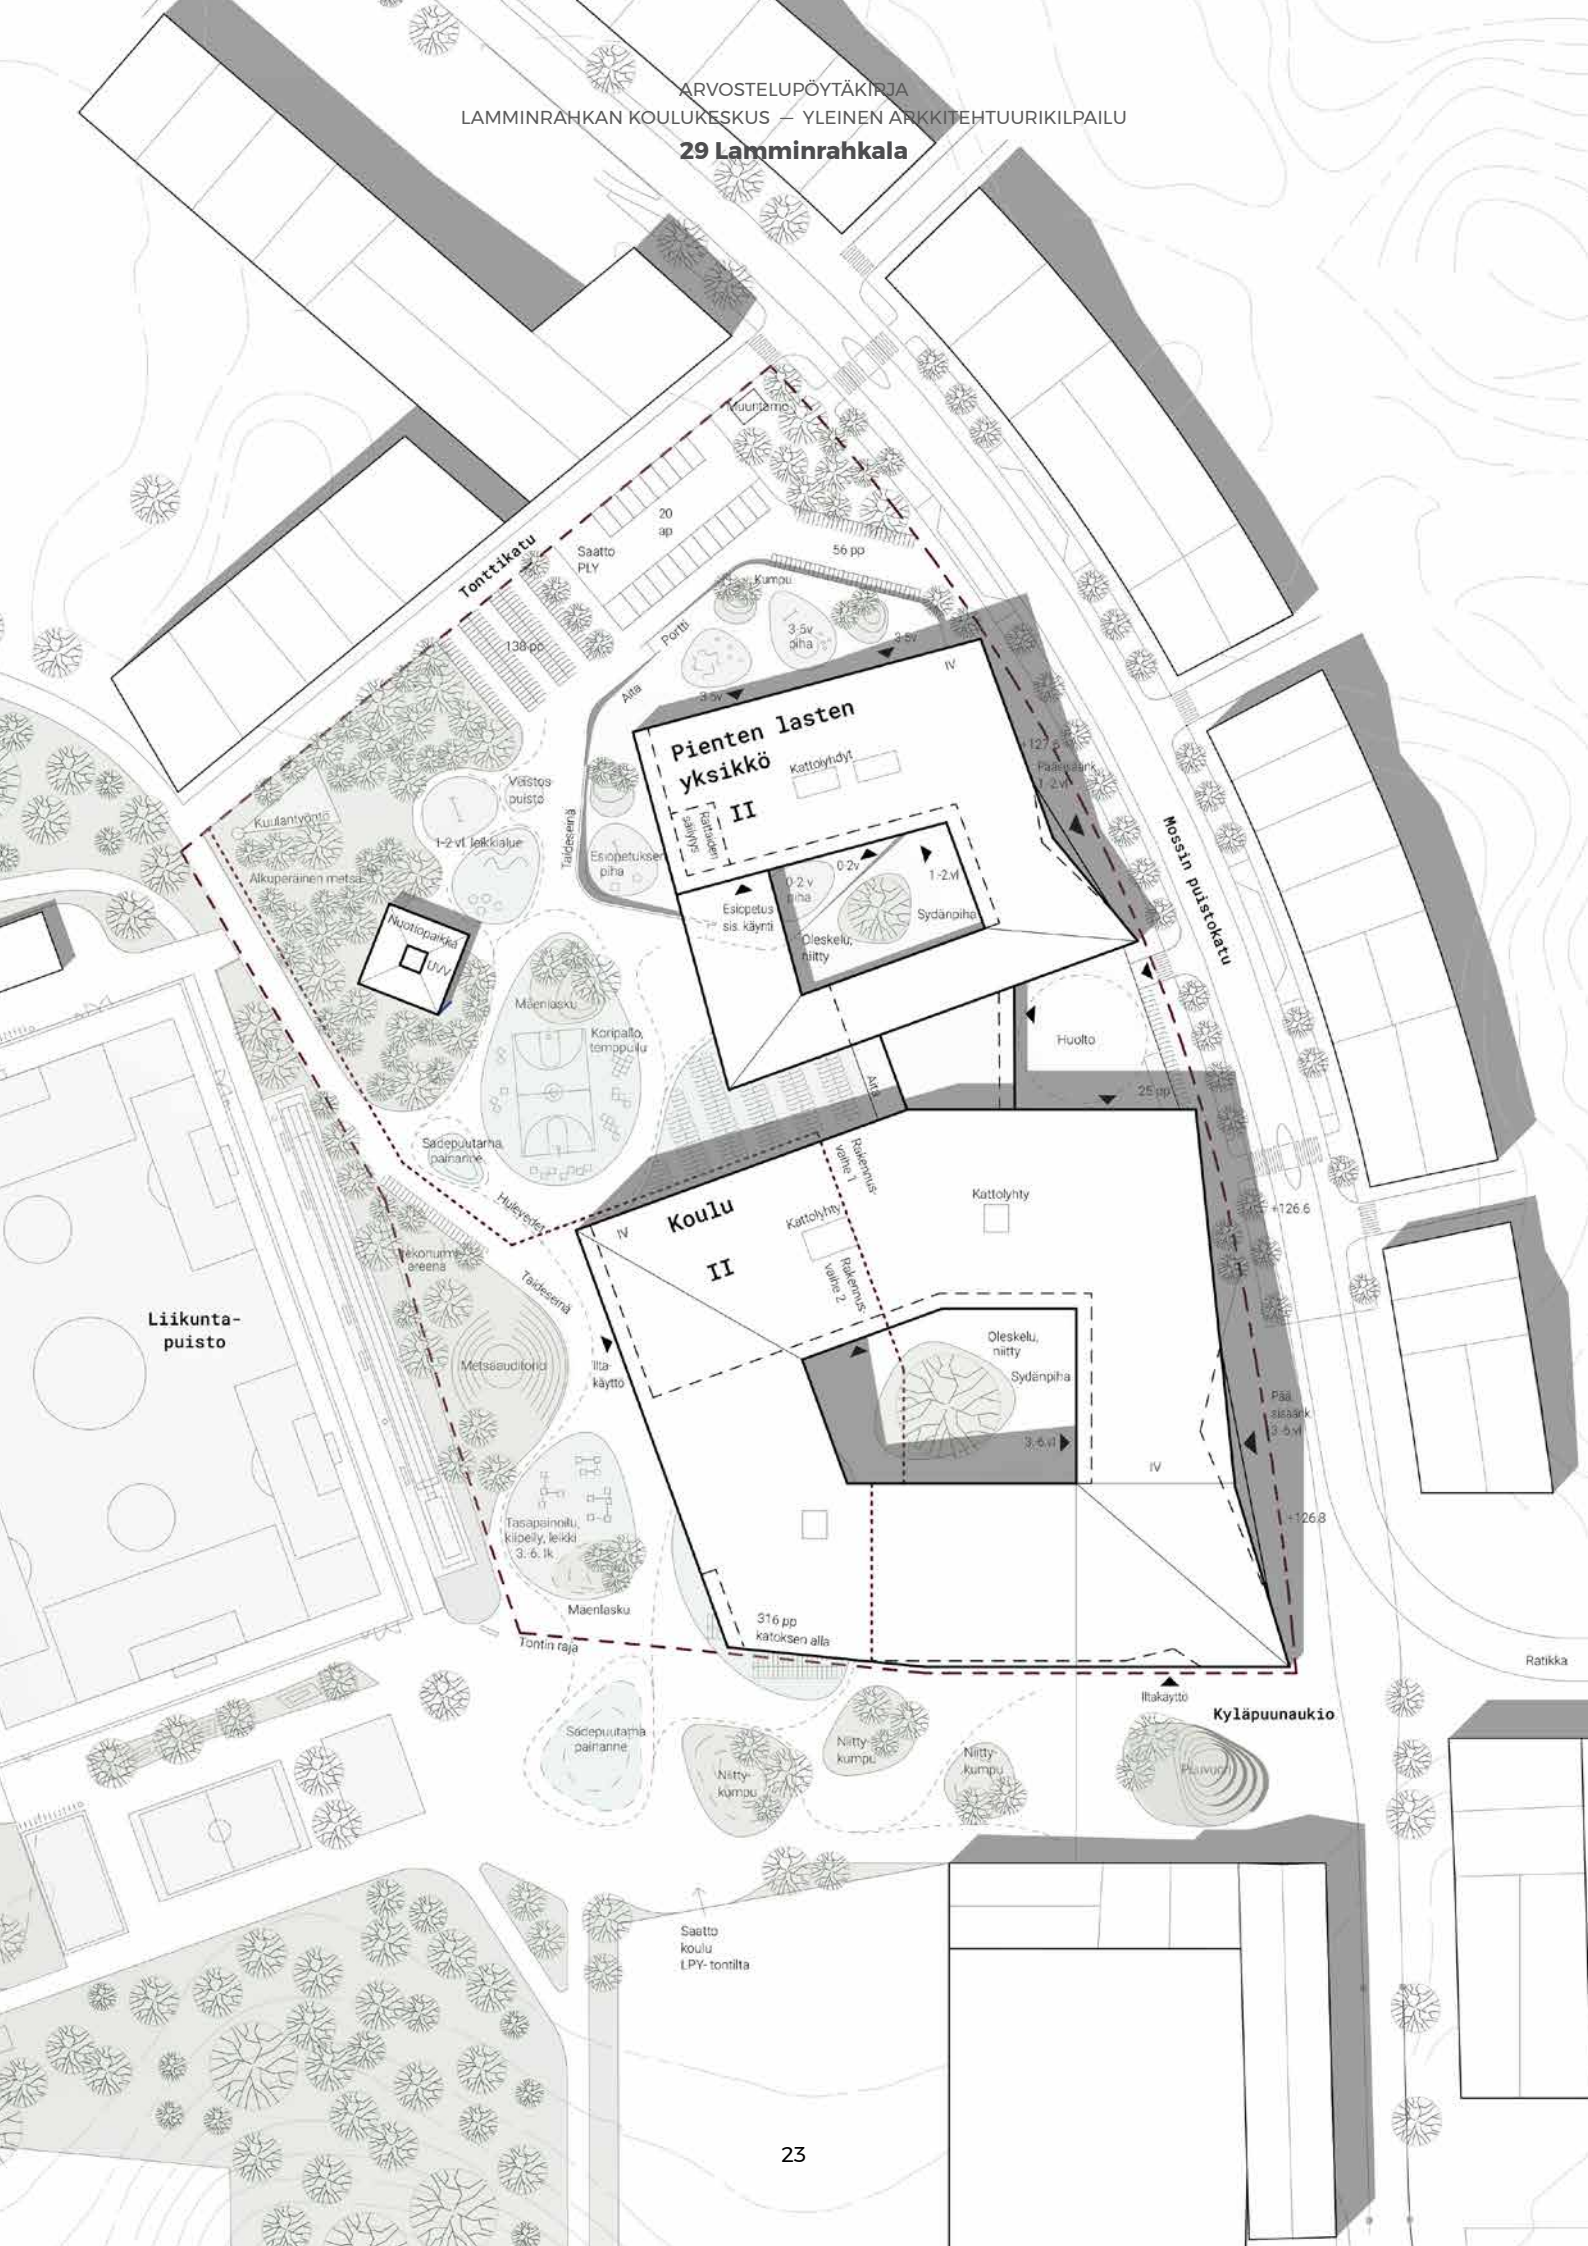 ARVOSTELUPÖYTÄKIRJA
LAMMINRAHKAN KOULUKESKUS — YLEINEN ARKKITEHTUURIKILPAILU
29 Lamminrahkala
Muuntamo
20
ap
Saatto
PLY
56 pp
Tonttikatu
Kumpu
138 pp
Portti
3-5v
piha
3-5v
Aita
3-5v
IV
Pienten lasten
yksikkö
II
Kattolyhdyt
Rattaiden
säilytys
+127.5
Pääsisäänk.
1-2.vl
Mossin puistokatu
Veistos
puisto
Kuulantyöntö
1-2 vl. leikkialue
Taideseinä
Esiopetuksen
piha
Alkuperäinen metsä
0-2v
0-2 v
piha
1.-2.vl
Esiopetus
sis. käynti
Sydänpiha
Oleskelu,
niitty
Nuotiopaikka
UVV
Mäenlasku
Koripallo,
temppuilu
Huolto
Aita
25 pp
Sadepuutarha
painanne
Rakennus-
vaihe 1
Hulevedet
Koulu
II
IV
Kattolyhty
Kattolyhty
+126.6
Rakennus-
vaihe 2
Tekonurmi
areena
Taideseinä
Liikunta-
puisto
Metsäauditorio
Ilta-
käyttö
Oleskelu,
niitty
Sydänpiha
3.-6.vl
Pää
sisäänk.
3-6.vl
IV
Tasapainoilu,
kiipeily, leikki
3.-6. lk
+126.8
Mäenlasku
316 pp
katoksen alla
Tontin raja
Ratikka
Iltakäyttö
Kyläpuunaukio
Sadepuutarha
painanne
Niitty-
kumpu
Niitty-
kumpu
Niitty-
kumpu
Puuvuori
Saatto
koulu
LPY- tontilta
23